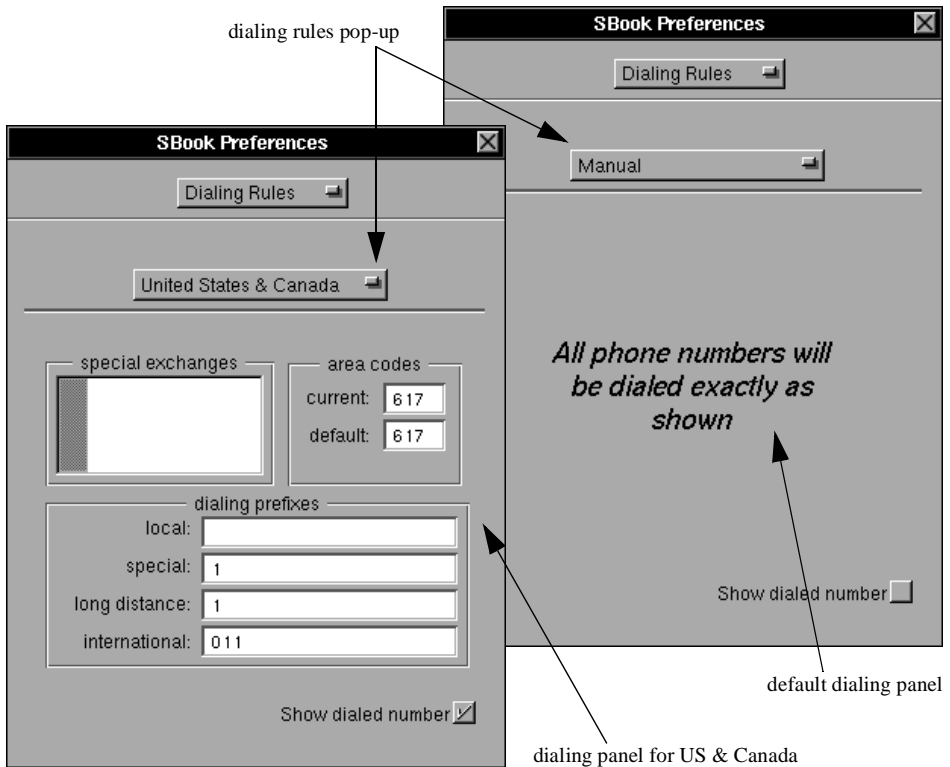 dialing rules pop-up
SBook Preferences
Dialing Rules
Manual
All phone numbers will
be dialed exactly as
shown
Show dialed number
default dialing panel
SBook Preferences
Dialing Rules
United States & Canada
special exchanges
area codes
current: 617
default: 617
dialing prefixes
local:
special: 1
long distance: 1
international: 011
Show dialed number
dialing panel for US & Canada